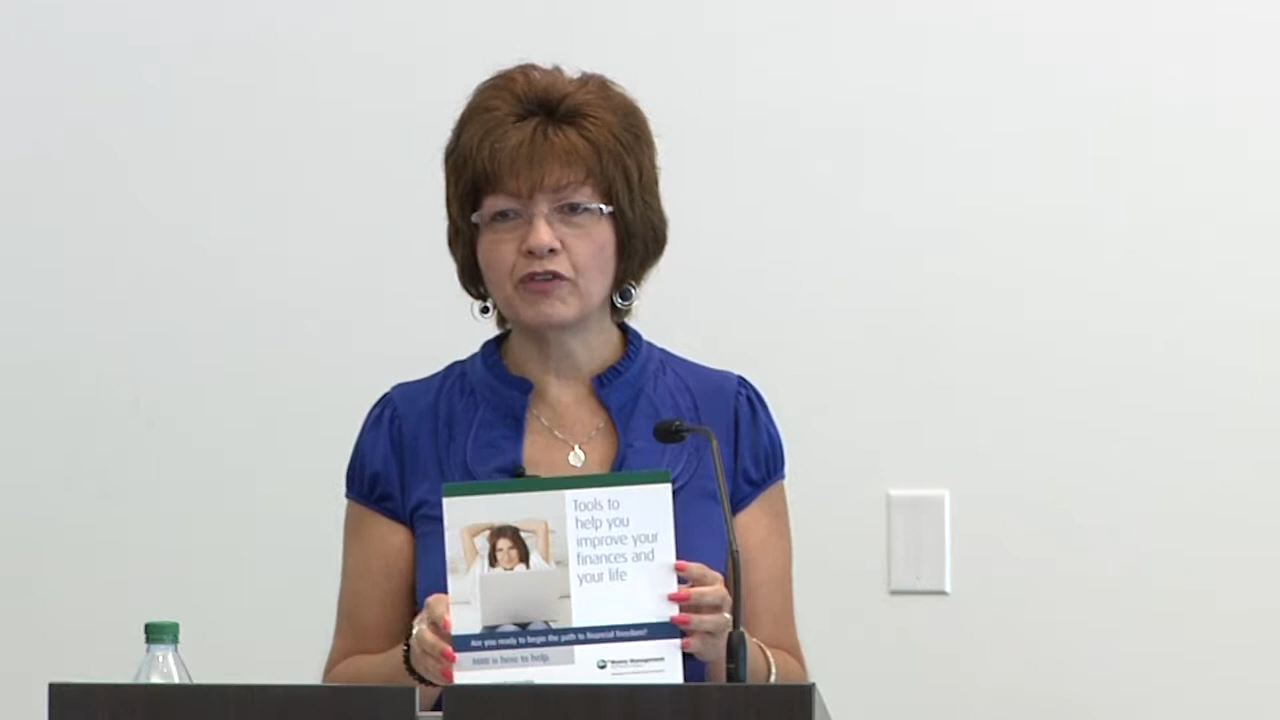 Tools to
help you
improve your
finances and
your life
Are you ready to begin the path to financial freedom?
MMI is here to help.
Money Management